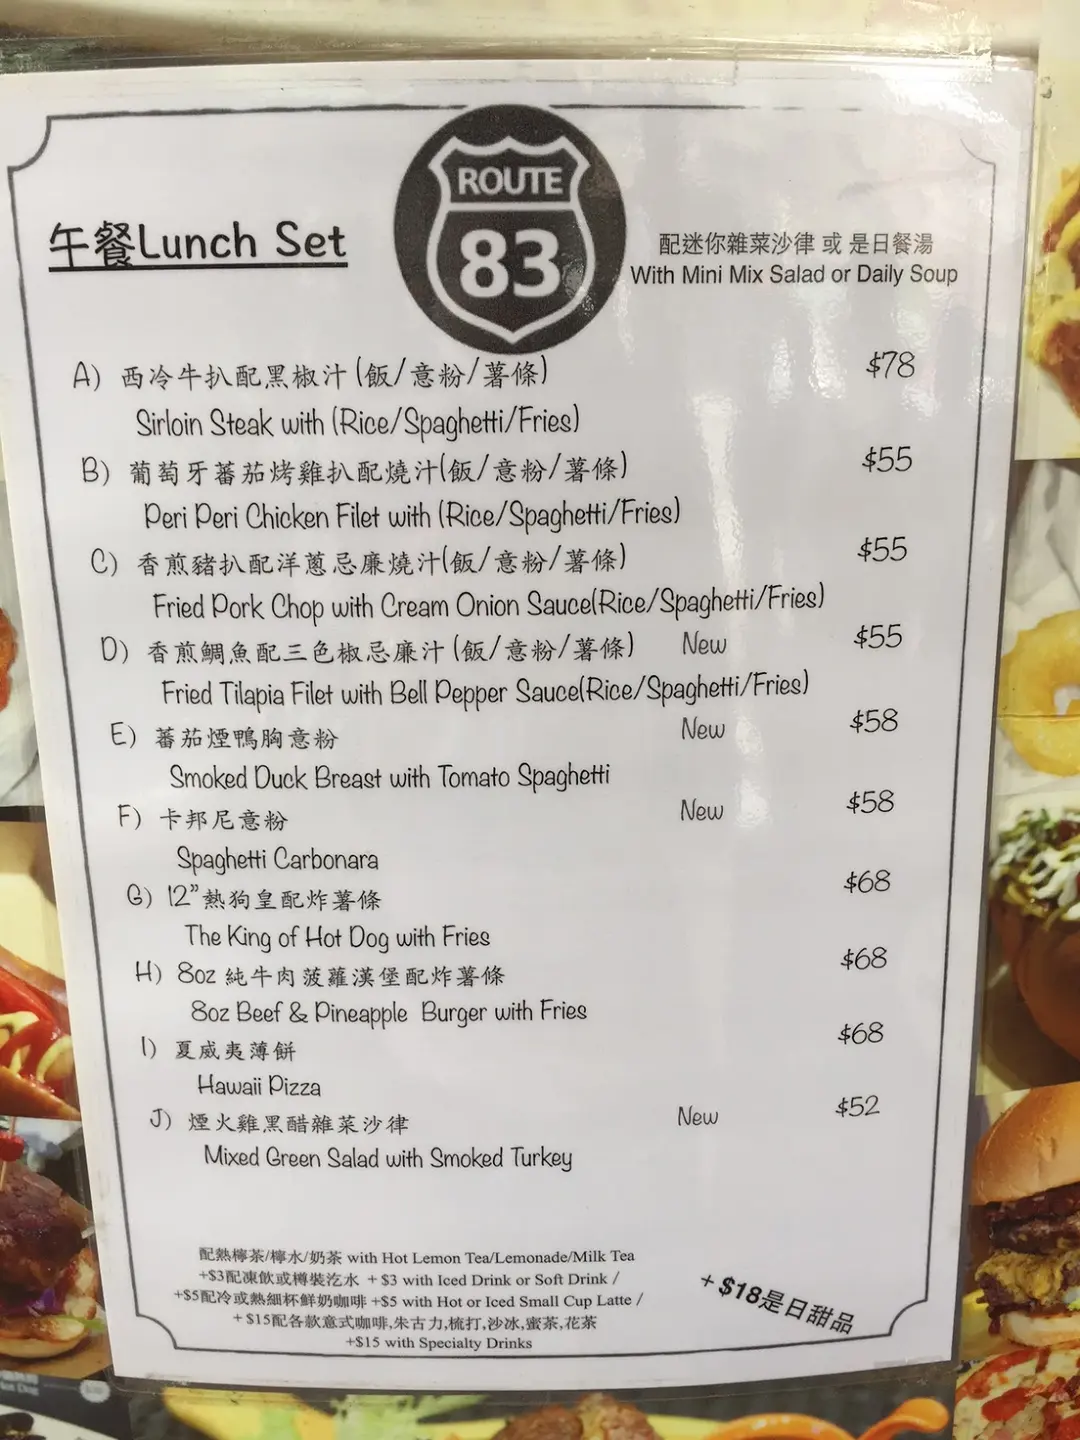 ROUTE
83
午餐Lunch Set
配迷你雜菜沙律 或 是日餐湯
With Mini Mix Salad or Daily Soup
A) 西冷牛扒配黑椒汁 (飯/意粉/薯條) $78
Sirloin Steak with (Rice/Spaghetti/Fries)
B) 葡萄牙蕃茄烤雞扒配燒汁(飯/意粉/薯條) $55
Peri Peri Chicken Filet with (Rice/Spaghetti/Fries)
C) 香煎豬扒配洋蔥忌廉燒汁(飯/意粉/薯條) $55
Fried Pork Chop with Cream Onion Sauce(Rice/Spaghetti/Fries)
D) 香煎鯛魚配三色椒忌廉汁 (飯/意粉/薯條) New $55
Fried Tilapia Filet with Bell Pepper Sauce(Rice/Spaghetti/Fries)
E) 蕃茄煙鴨胸意粉 New $58
Smoked Duck Breast with Tomato Spaghetti
F) 卡邦尼意粉 New $58
Spaghetti Carbonara
G) 12”熱狗皇配炸薯條 $68
The King of Hot Dog with Fries
H) 8oz 純牛肉菠蘿漢堡配炸薯條 $68
8oz Beef & Pineapple Burger with Fries
I) 夏威夷薄餅 $68
Hawaii Pizza
J) 煙火雞黑醋雜菜沙律 New $52
Mixed Green Salad with Smoked Turkey
配熱檸茶/檸水/奶茶 with Hot Lemon Tea/Lemonade/Milk Tea
+$3配凍飲或樽裝汔水 + $3 with Iced Drink or Soft Drink /
+$5配冷或熱細杯鮮奶咖啡 +$5 with Hot or Iced Small Cup Latte /
+ $15配各款意式咖啡,朱古力,梳打,沙冰,蜜茶,花茶
+$15 with Specialty Drinks
+ $18是日甜品